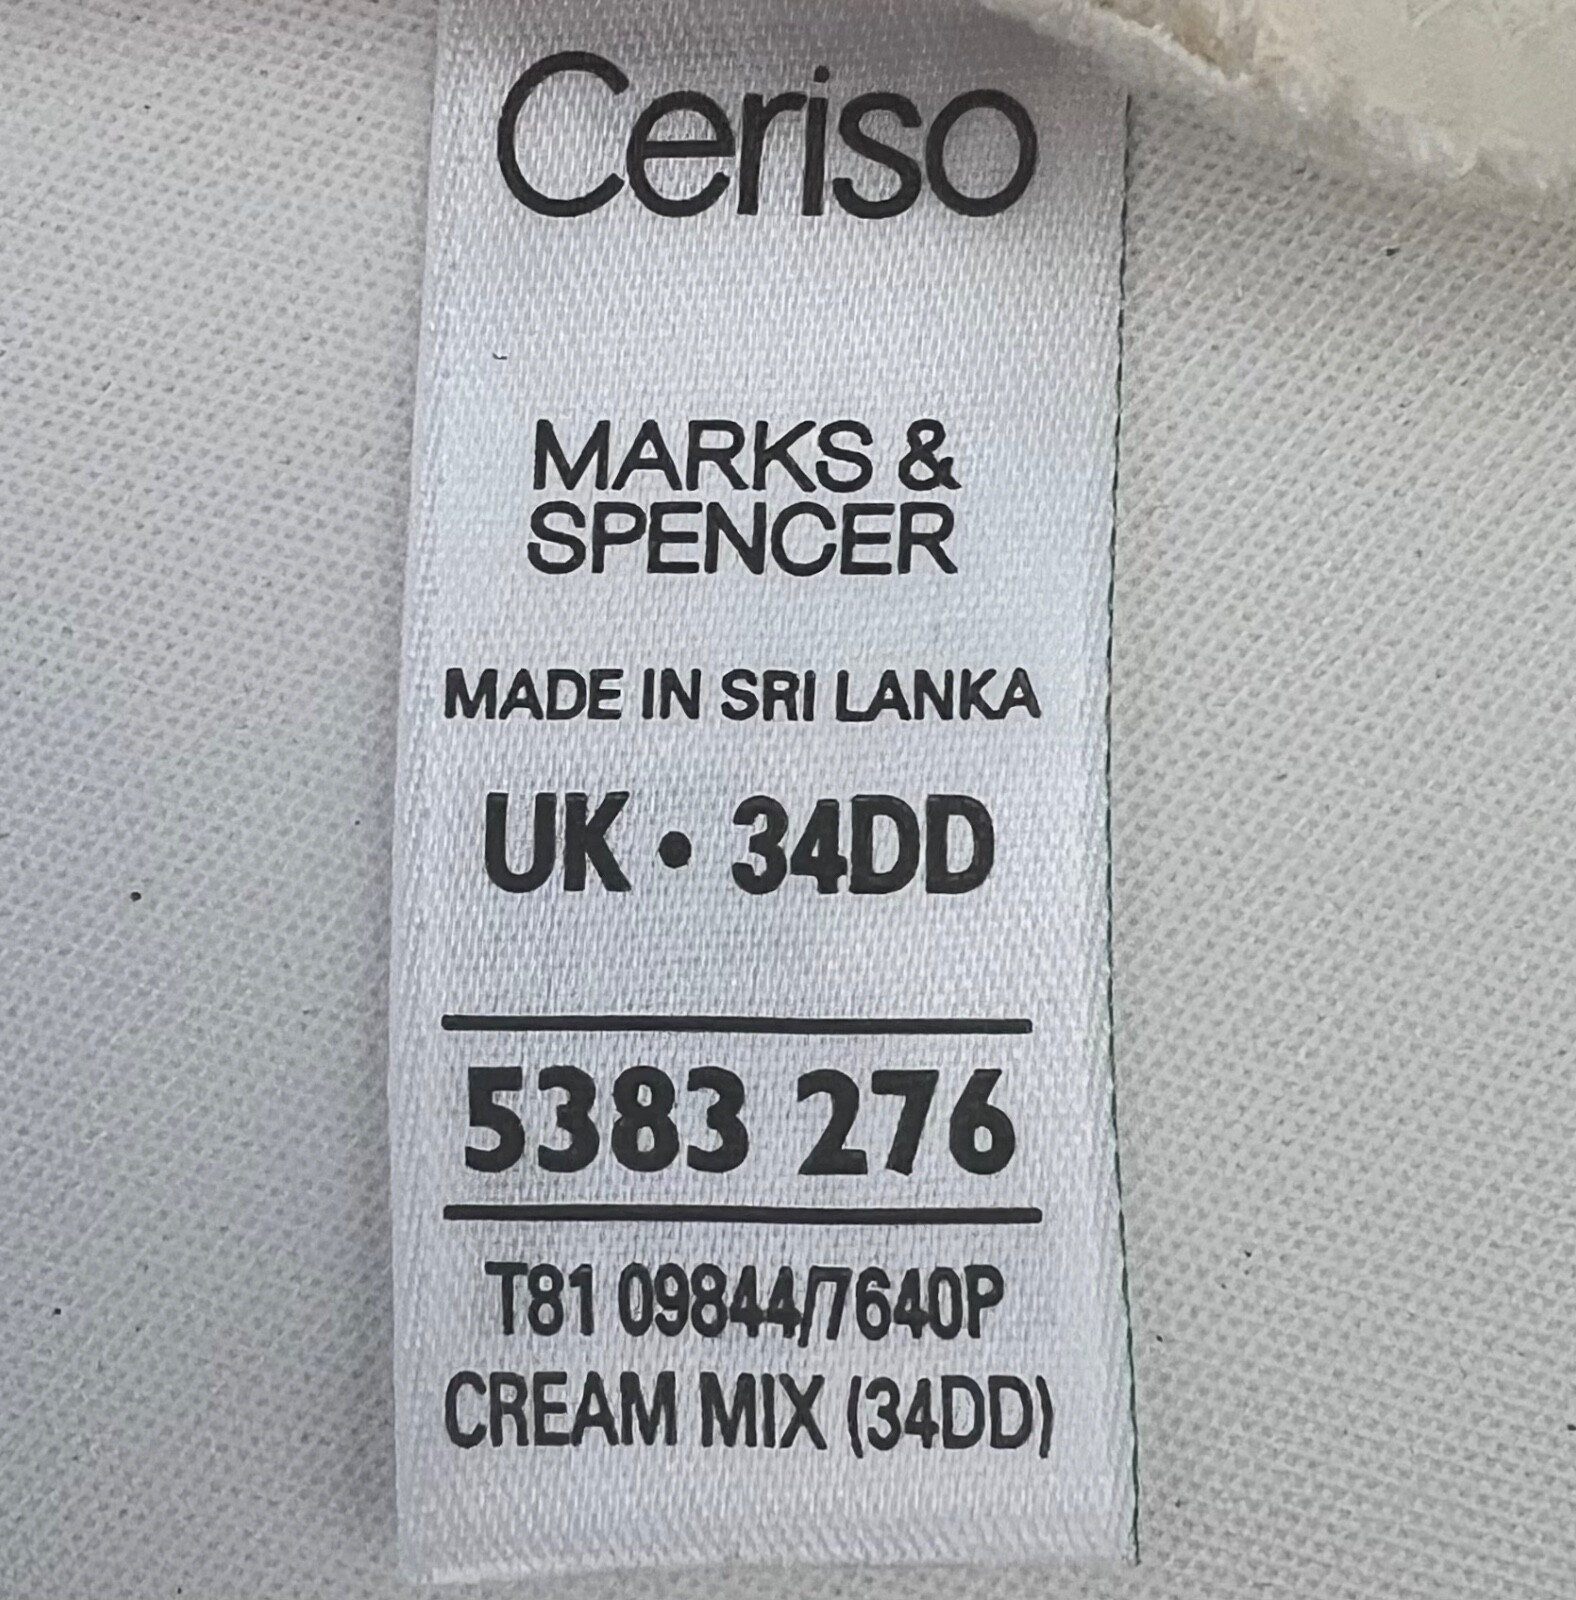 Ceriso
MARKS &
SPENCER
MADE IN SRI LANKA
UK • 34DD
5383 276
T81 09844/7640P
CREAM MIX (34DD)